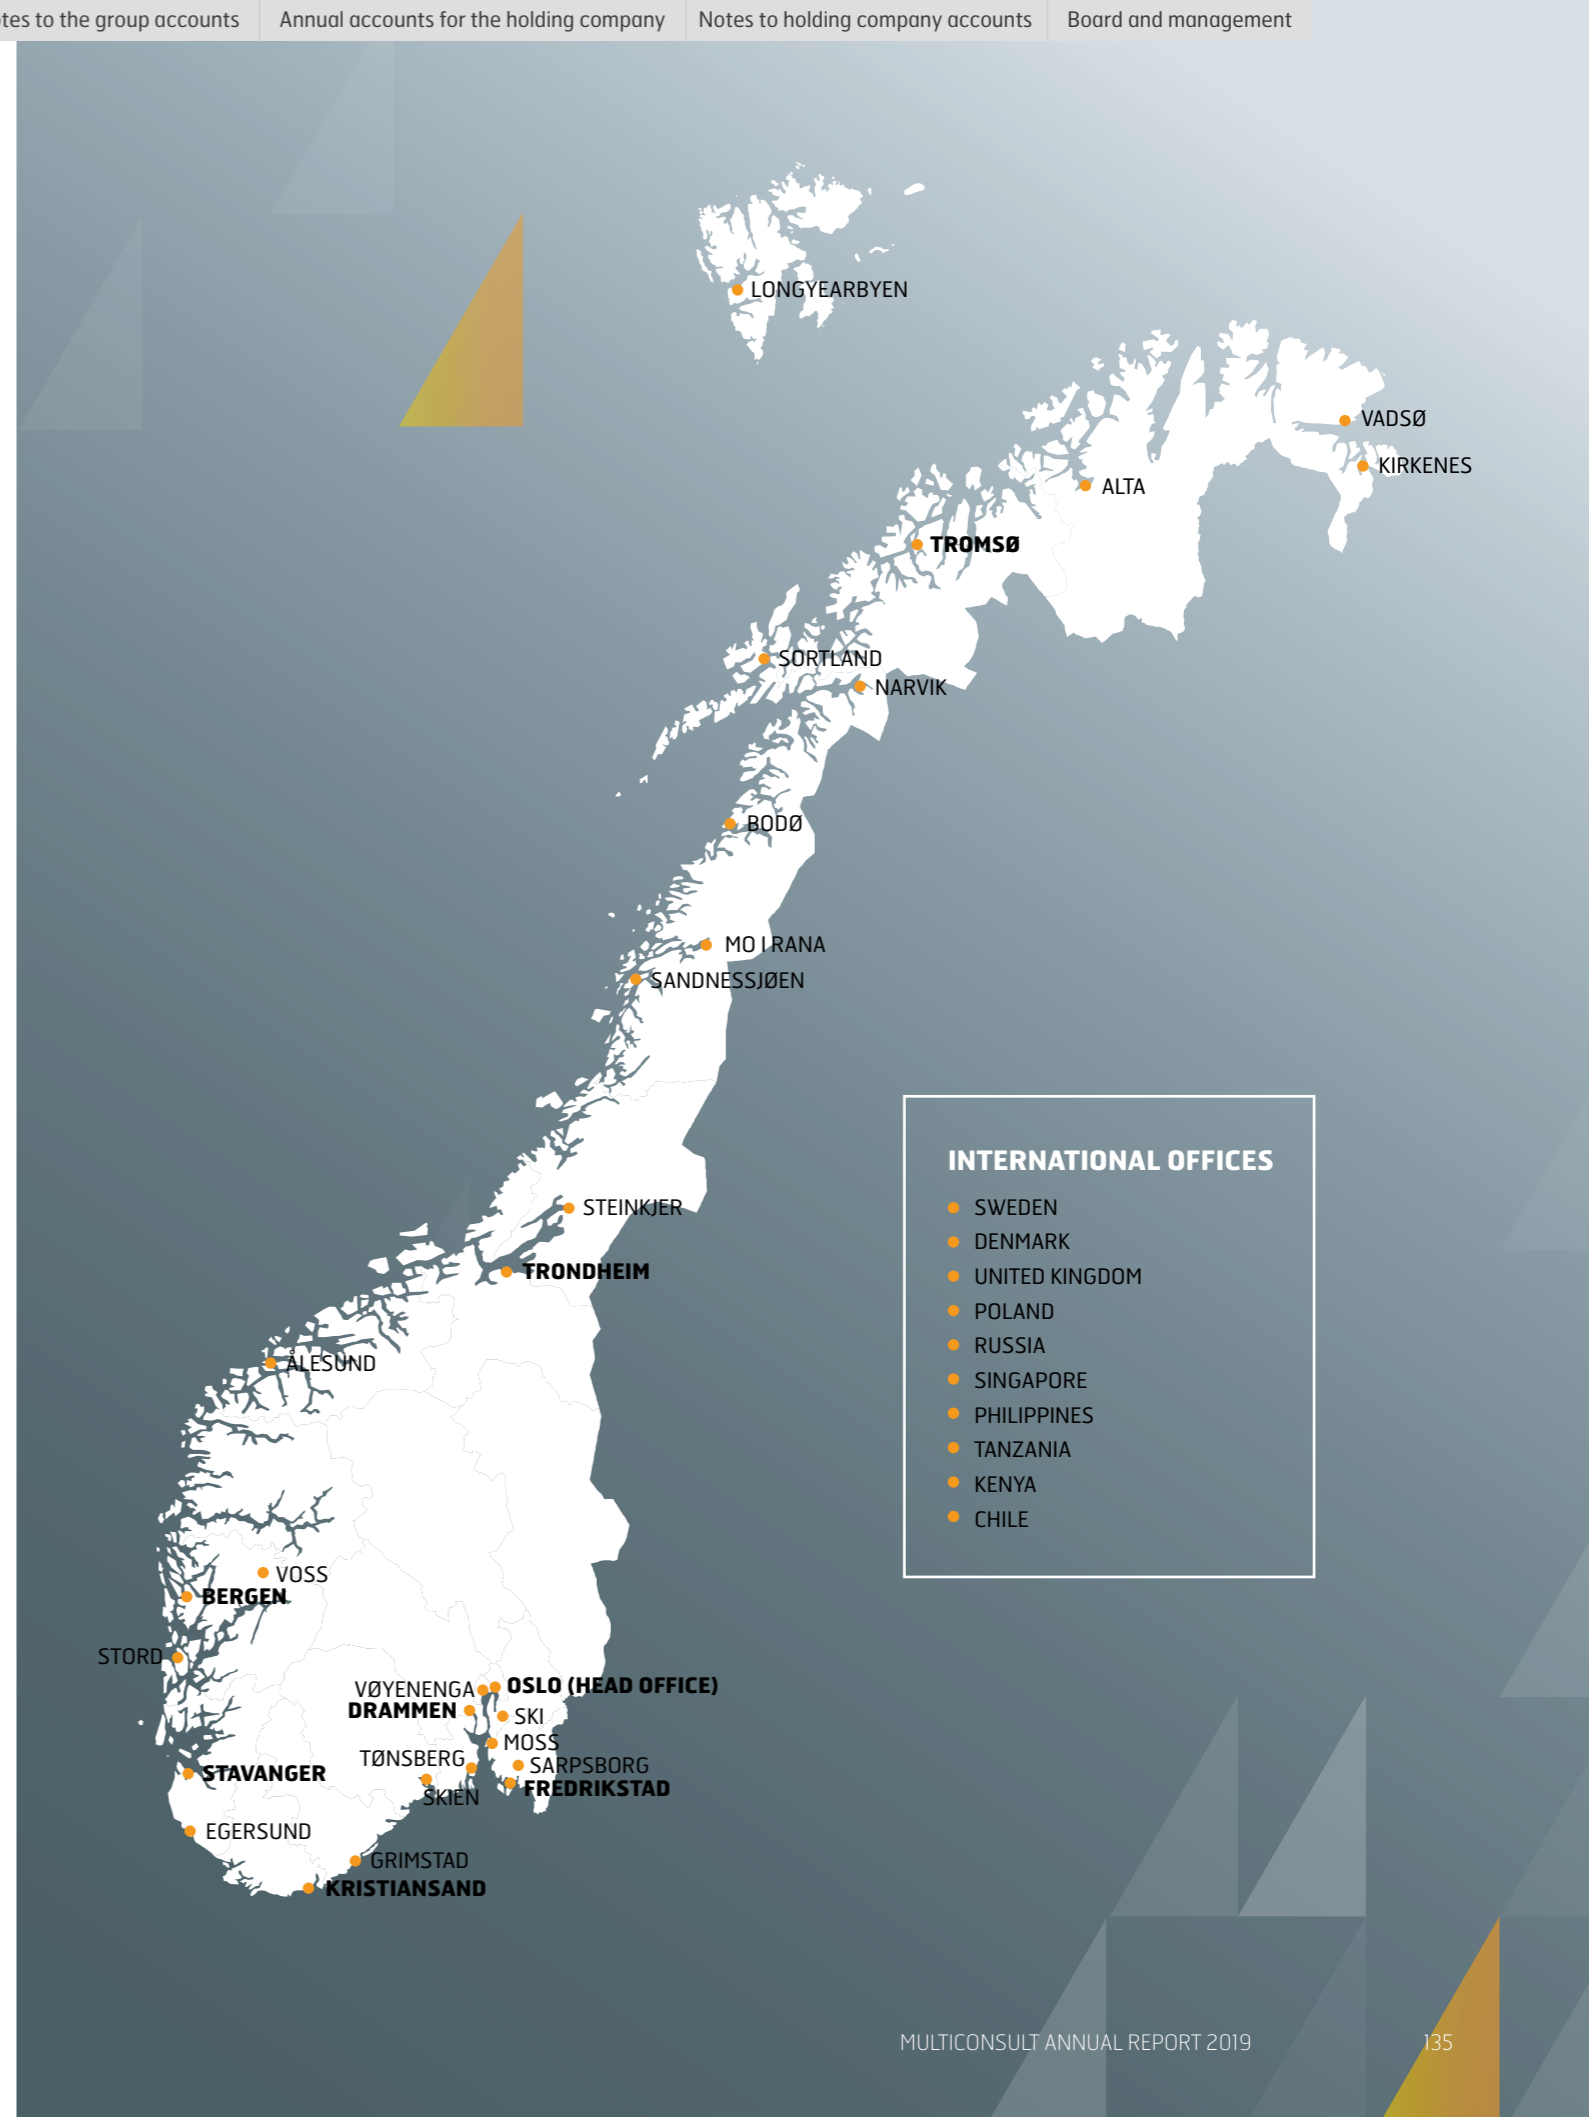 tes to the group accounts
Annual accounts for the holding company
Notes to holding company accounts
Board and management
LONGYEARBYEN
VADSØ
KIRKENES
ALTA
TROMSØ
SORTLAND
NARVIK
BODØ
MO I RANA
SANDNESSJØEN
STEINKJER
TRONDHEIM
ÅLESUND
VOSS
BERGEN
STORD
VØYENENGA
OSLO (HEAD OFFICE)
DRAMMEN
SKI
MOSS
TØNSBERG
SARPSBORG
STAVANGER
FREDRIKSTAD
SKIEN
EGERSUND
GRIMSTAD
KRISTIANSAND
INTERNATIONAL OFFICES
SWEDEN
DENMARK
UNITED KINGDOM
POLAND
RUSSIA
SINGAPORE
PHILIPPINES
TANZANIA
KENYA
CHILE
MULTICONSULT ANNUAL REPORT 2019
135